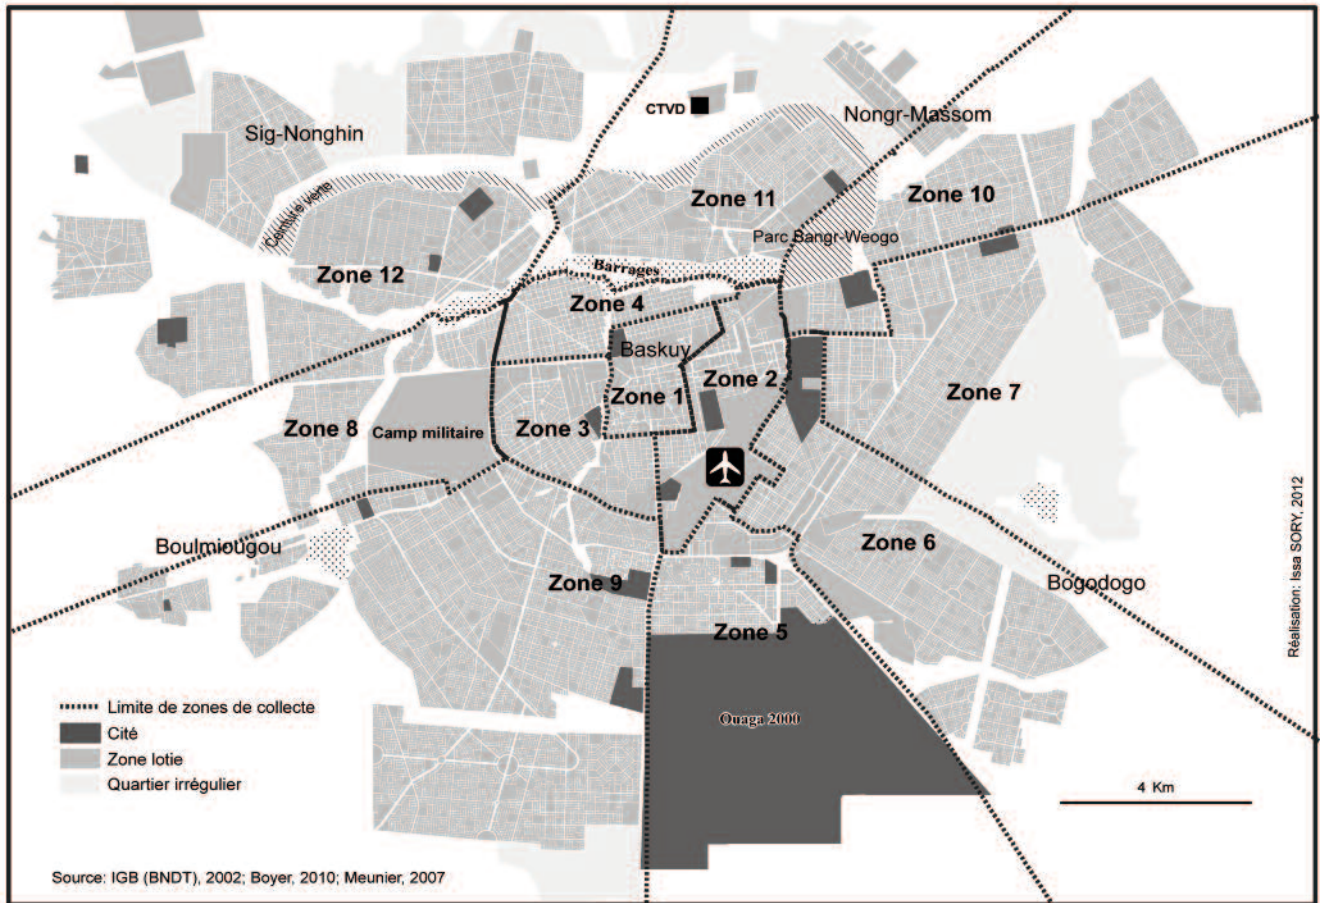 CTVD
Nongr-Massom
Sig-Nonghin
Zone 11
Zone 10
Ceinture verte
Parc Bangr-Weogo
Zone 12
Barrages
Zone 4
Baskuy
Zone 2
Zone 1
Zone 7
Zone 8
Camp militaire
Zone 3
Réalisation: Issa SORY, 2012
Boulmiougou
Zone 6
Zone 9
Bogodogo
Zone 5
Ouaga 2000
Limite de zones de collecte
Cité
Zone lotie
Quartier irrégulier
4 Km
Source: IGB (BNDT), 2002; Boyer, 2010; Meunier, 2007